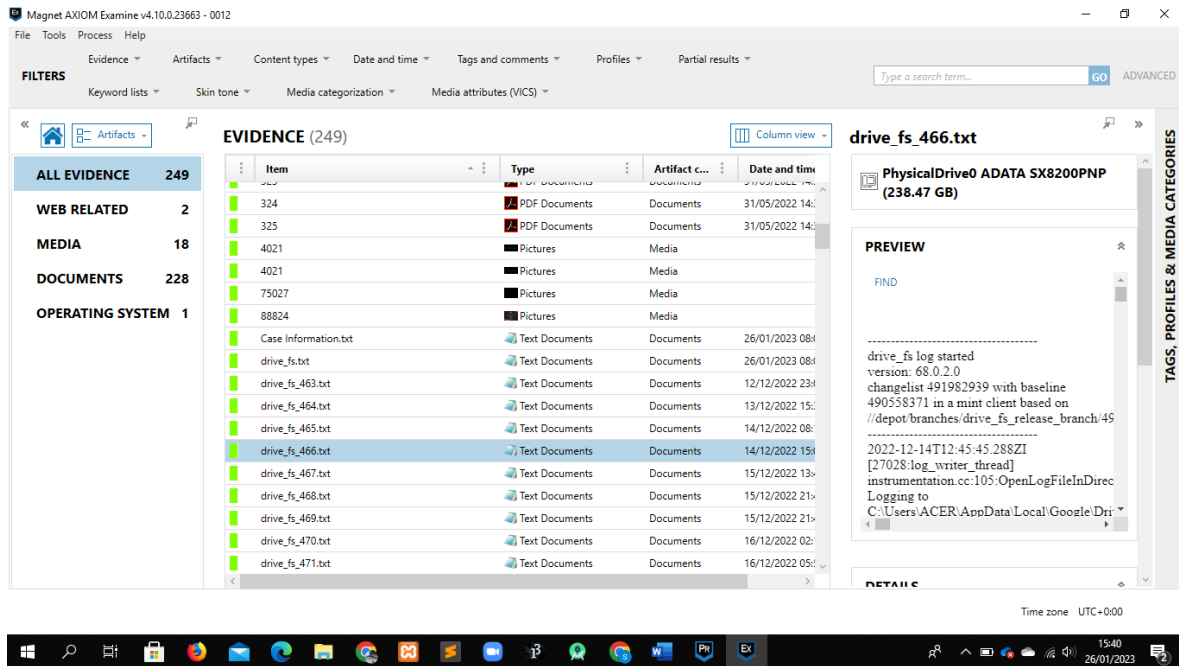 Magnet AXIOM Examine v4.10.0.23663 - 0012
File Tools Process Help
FILTERS
Evidence Artifacts Content types Date and time Tags and comments Profiles Partial results
Keyword lists Skin tone Media categorization Media attributes (VICS)
Type a search term...
GO ADVANCED
Artifacts
ALL EVIDENCE 249
WEB RELATED 2
MEDIA 18
DOCUMENTS 228
OPERATING SYSTEM 1
EVIDENCE (249)
Column view
Item Type Artifact c... Date and time
324 PDF Documents Documents 31/05/2022 14:
325 PDF Documents Documents 31/05/2022 14:
4021 Pictures Media
4021 Pictures Media
75027 Pictures Media
88824 Pictures Media
Case Information.txt Text Documents Documents 26/01/2023 08:
drive_fs.txt Text Documents Documents 26/01/2023 08:
drive_fs_463.txt Text Documents Documents 12/12/2022 23:
drive_fs_464.txt Text Documents Documents 13/12/2022 15:
drive_fs_465.txt Text Documents Documents 14/12/2022 08:
drive_fs_466.txt Text Documents Documents 14/12/2022 15:
drive_fs_467.txt Text Documents Documents 15/12/2022 13:
drive_fs_468.txt Text Documents Documents 15/12/2022 21:
drive_fs_469.txt Text Documents Documents 15/12/2022 21:
drive_fs_470.txt Text Documents Documents 16/12/2022 02:
drive_fs_471.txt Text Documents Documents 16/12/2022 05:
drive_fs_466.txt
PhysicalDrive0 ADATA SX8200PNP
(238.47 GB)
PREVIEW
FIND
------------------------------------
drive_fs log started
version: 68.0.2.0
changelist 491982939 with baseline
490558371 in a mint client based on
//depot/branches/drive_fs_release_branch/49
------------------------------------
2022-12-14T12:45:45.288ZI
[27028:log_writer_thread]
instrumentation.cc:105:OpenLogFileInDirec
Logging to
C:\Users\ACER\AppData\Local\Google\Dri
DETAILS
TAGS, PROFILES & MEDIA CATEGORIES
Time zone UTC+0:00
PR
EX
15:40
26/01/2023
2